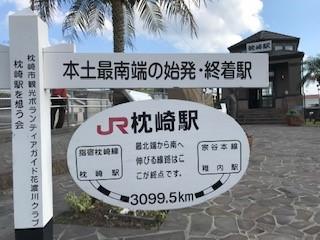 本土最南端の始発・終着駅
枕崎市観光ボランティアガイド花渡川クラブ
枕崎駅を想う会
枕崎駅
JR枕崎駅
指宿枕崎線
枕崎駅
最北端から南へ
伸びる線路はこ
こが終点です。
宗谷本線
稚内駅
3099.5km